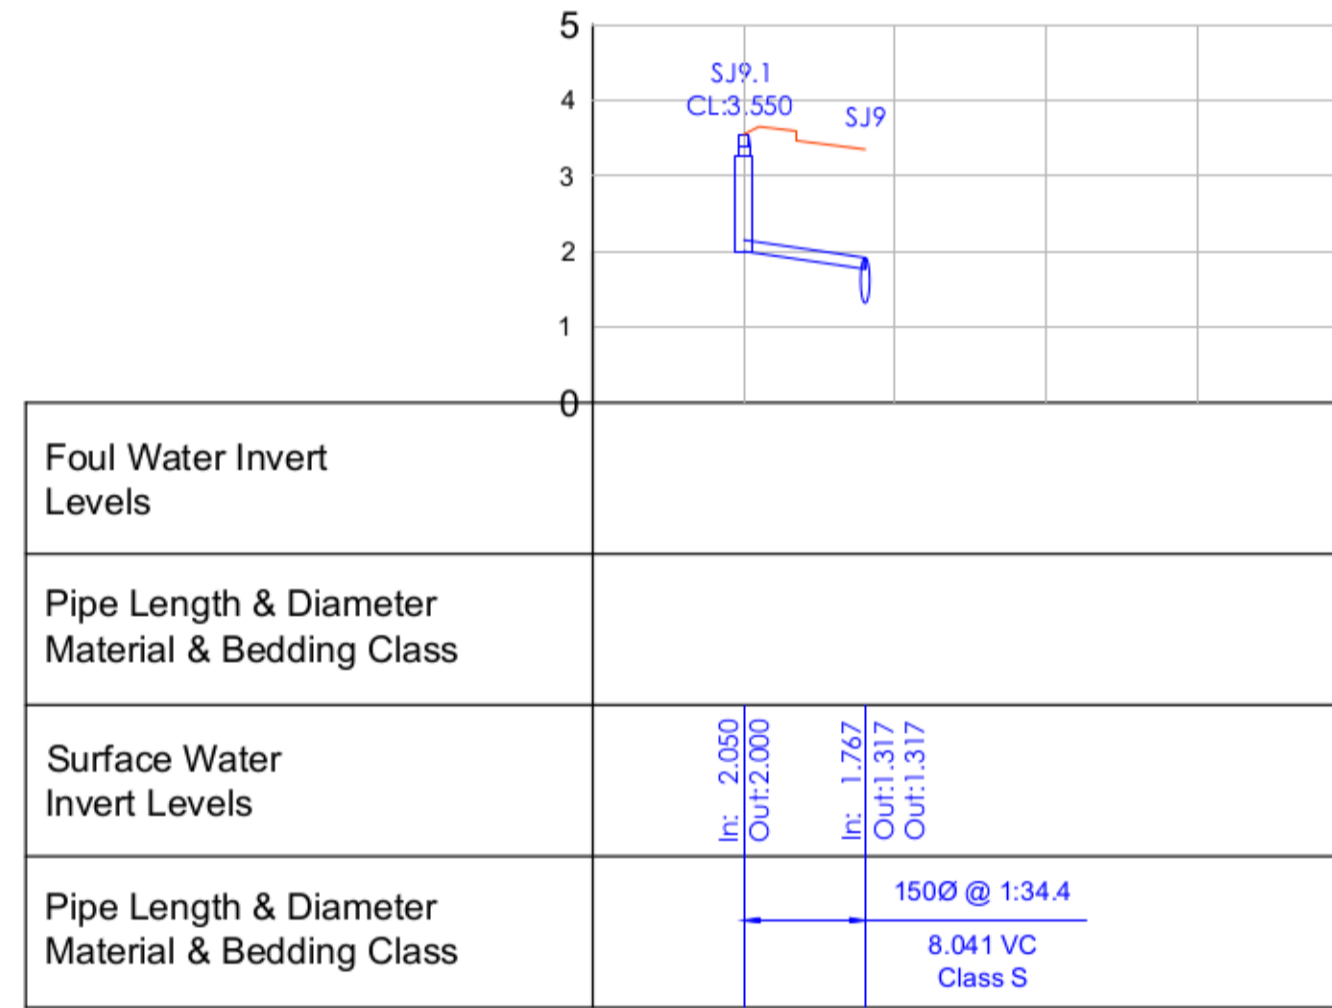 5
SJ9.1
4
CL:3.550
SJ9
3
2
1
0
Foul Water Invert
Levels
Pipe Length & Diameter
Material & Bedding Class
Surface Water
Invert Levels
In: 2.050
Out:2.000
In: 1.767
Out:1.317
Out:1.317
Pipe Length & Diameter
Material & Bedding Class
150Ø @ 1:34.4
8.041 VC
Class S